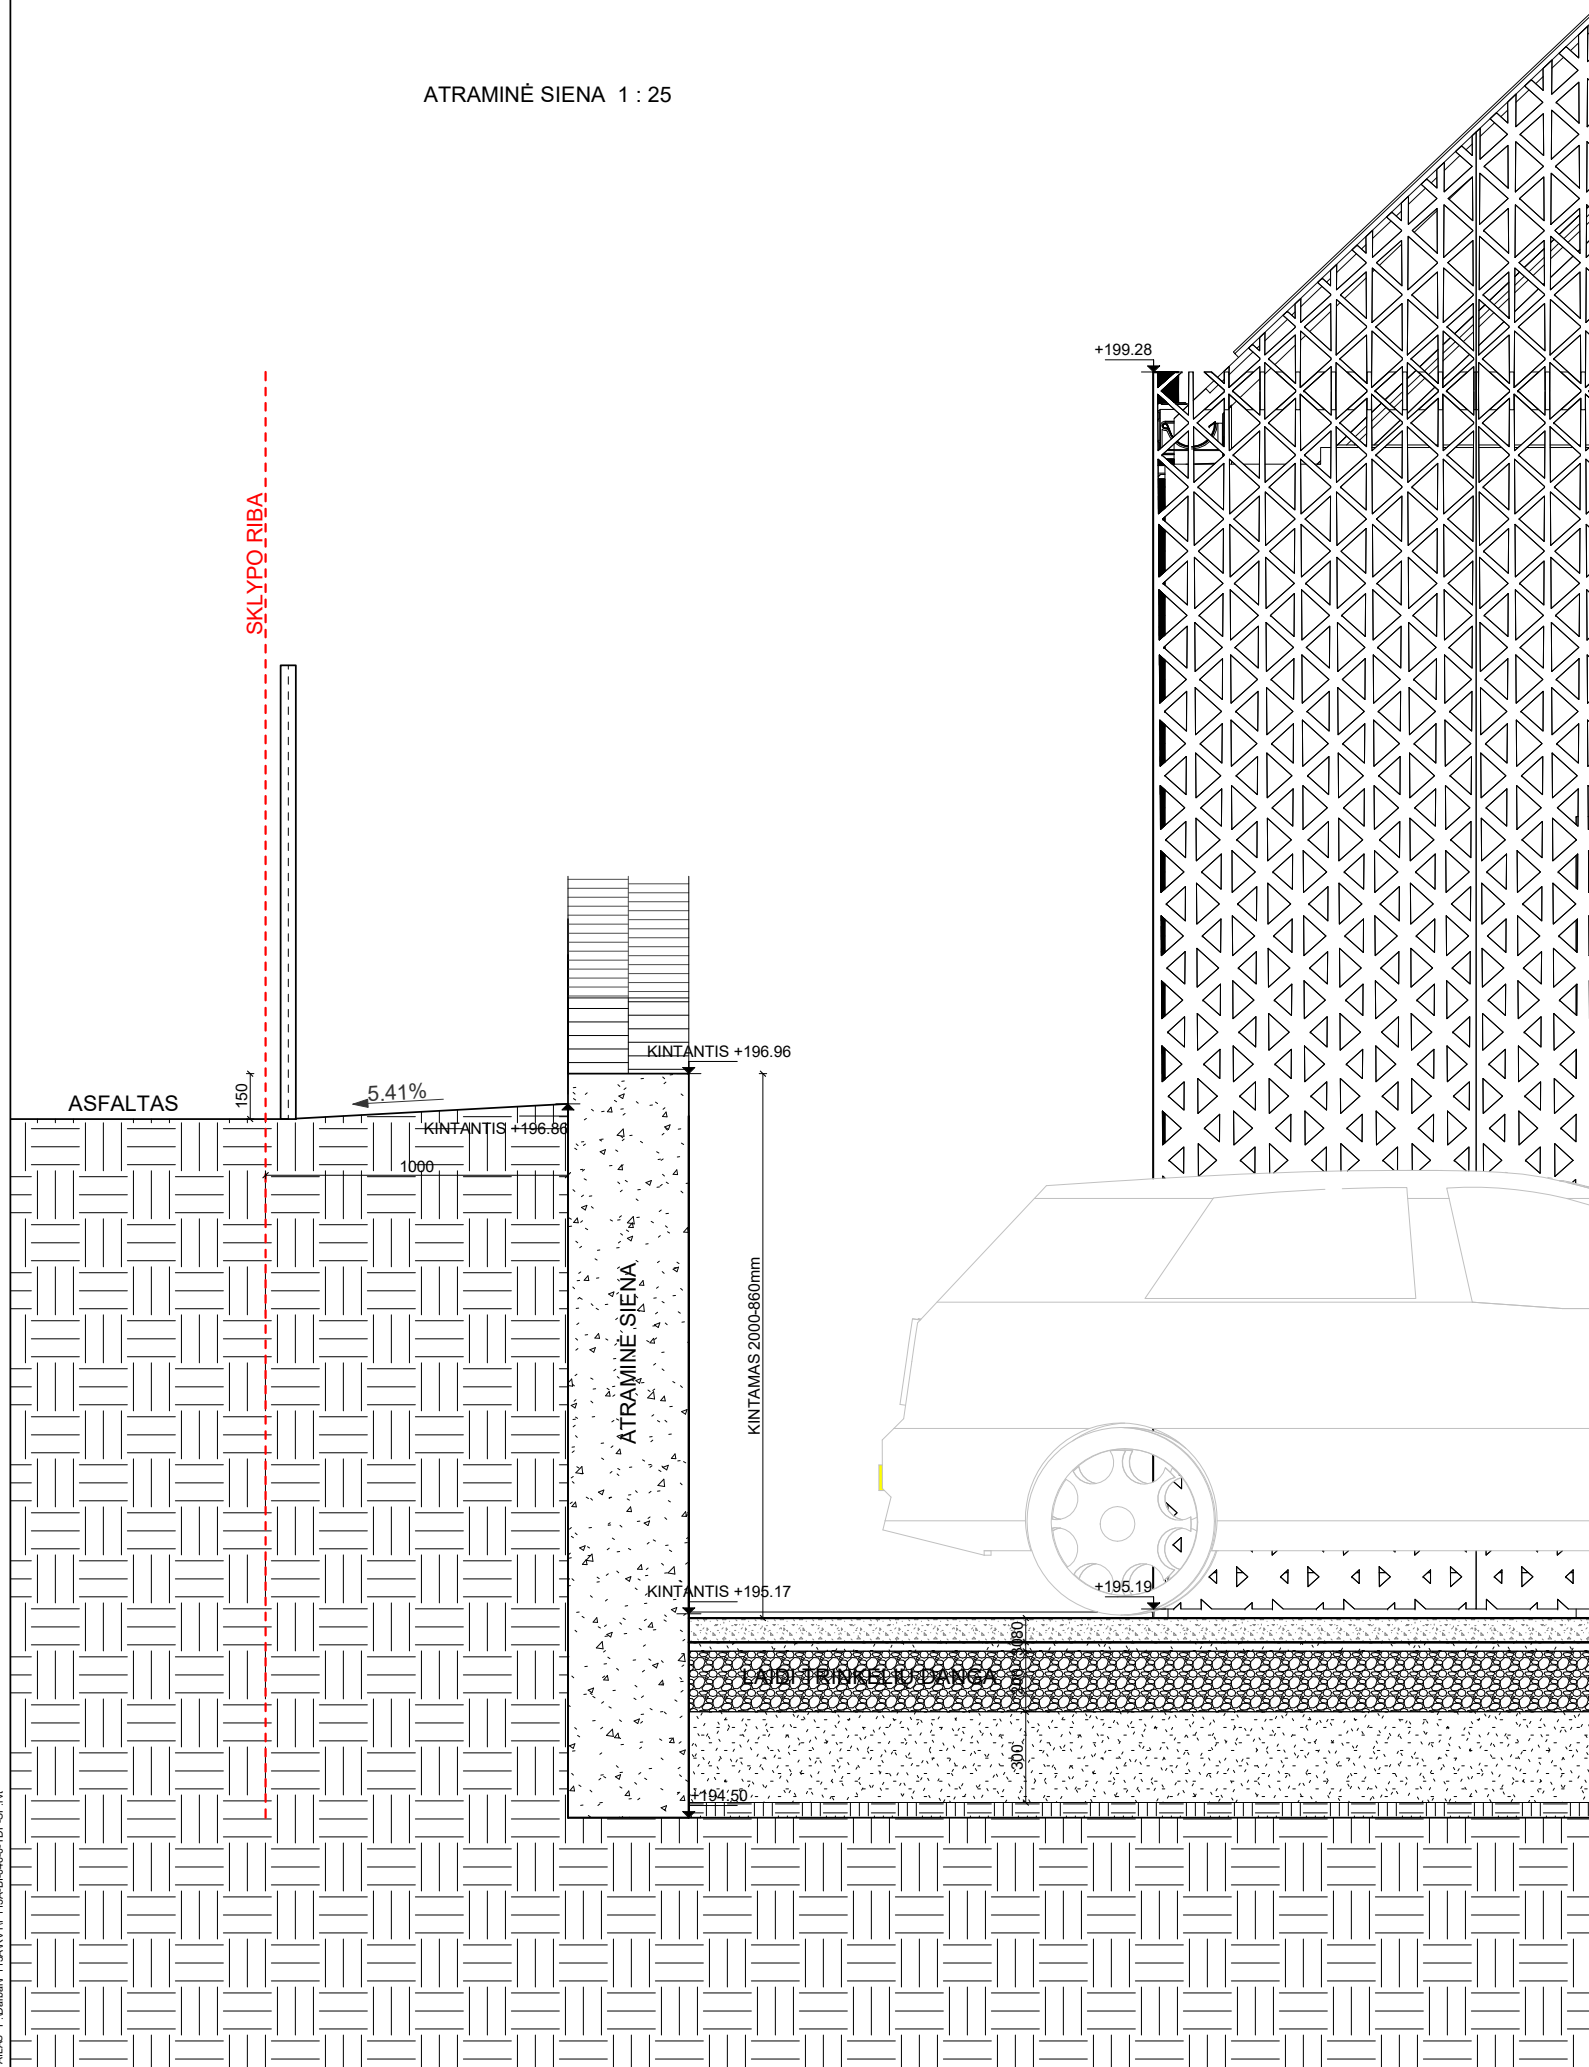 ATRAMINĖ SIENA 1 : 25
+199.28
SKLYPO RIBA
KINTANTIS +196.96
150
5.41%
ASFALTAS
KINTANTIS +196.86
1000
ATRAMINĖ SIENA
KINTAMAS 2000-860mm
KINTANTIS +195.17
+195.19
80
LAIDI TRINKELIŲ DANGA
300
+194.50